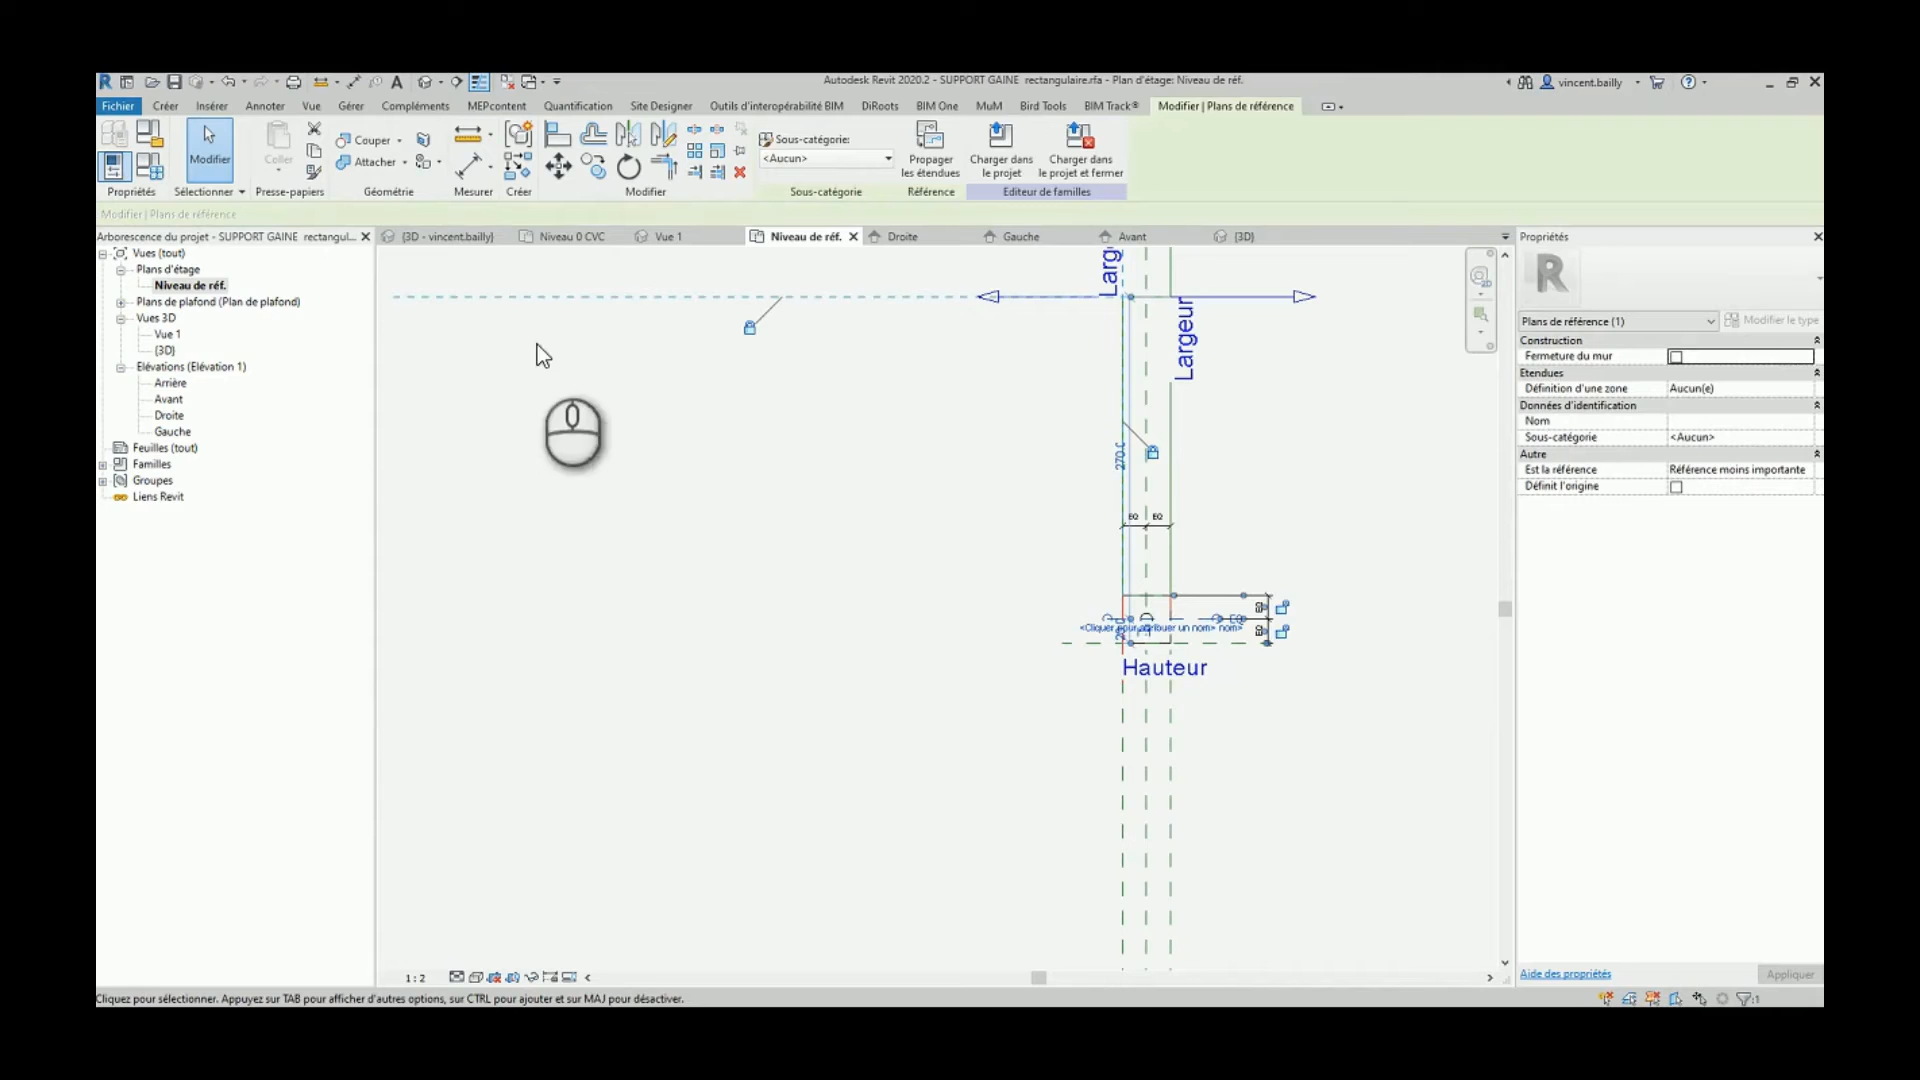 Autodesk Revit 2020.2 - SUPPORT GAINE rectangulaire.rfa - Plan d'étage: Niveau de réf.
vincent.bailly
Fichier Créer Insérer Annoter Vue Gérer Compléments MEPcontent Quantification Site Designer Outils d'interopérabilité BIM DiRoots BIM One MuM Bird Tools BIM Track® Modifier | Plans de référence
Modifier
Coller
Couper
Attacher
Sous-catégorie:
<Aucun>
Propager les étendues
Charger dans le projet
Charger dans le projet et fermer
Propriétés Sélectionner Presse-papiers Géométrie Mesurer Créer Modifier Sous-catégorie Référence Editeur de familles
Modifier | Plans de référence
Arborescence du projet - SUPPORT GAINE rectangul...
{3D - vincent.bailly} Niveau 0 CVC Vue 1 Niveau de réf. Droite Gauche Avant {3D}
Vues (tout)
Plans d'étage
Niveau de réf.
Plans de plafond (Plan de plafond)
Vues 3D
Vue 1
{3D}
Elévations (Elévation 1)
Arrière
Avant
Droite
Gauche
Feuilles (tout)
Familles
Groupes
Liens Revit
Larg
Largeur
EQ EQ
EQ
EQ
Hauteur
Propriétés
Plans de référence (1)
Modifier le type
Construction
Fermeture du mur
Etendues
Définition d'une zone Aucun(e)
Données d'identification
Nom
Sous-catégorie <Aucun>
Autre
Est la référence Référence moins importante
Définit l'origine
Aide des propriétés
Appliquer
1 : 2
Cliquez pour sélectionner. Appuyez sur TAB pour afficher d'autres options, sur CTRL pour ajouter et sur MAJ pour désactiver.
:1